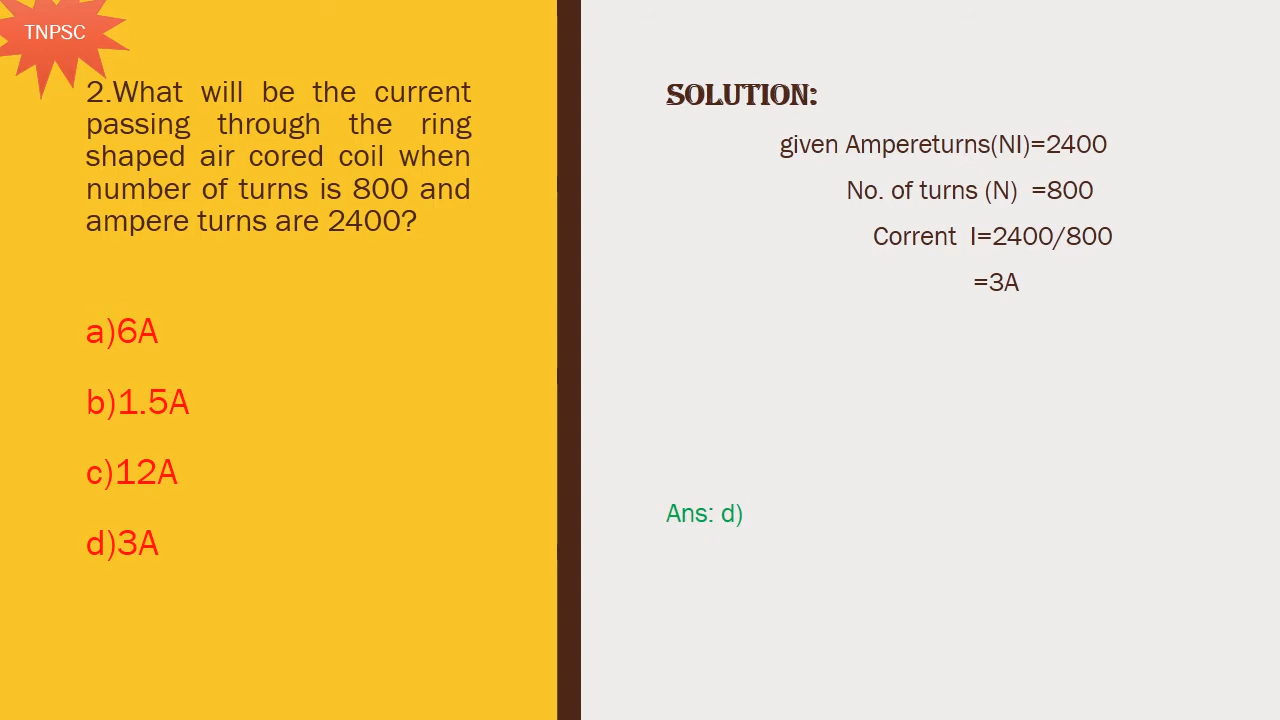 TNPSC
2.What will be the current
passing through the ring
shaped air cored coil when
number of turns is 800 and
ampere turns are 2400?
a)6A
b)1.5A
c)12A
d)3A
SOLUTION:
given Ampereturns(NI)=2400
No. of turns (N) =800
Corrent I=2400/800
=3A
Ans: d)